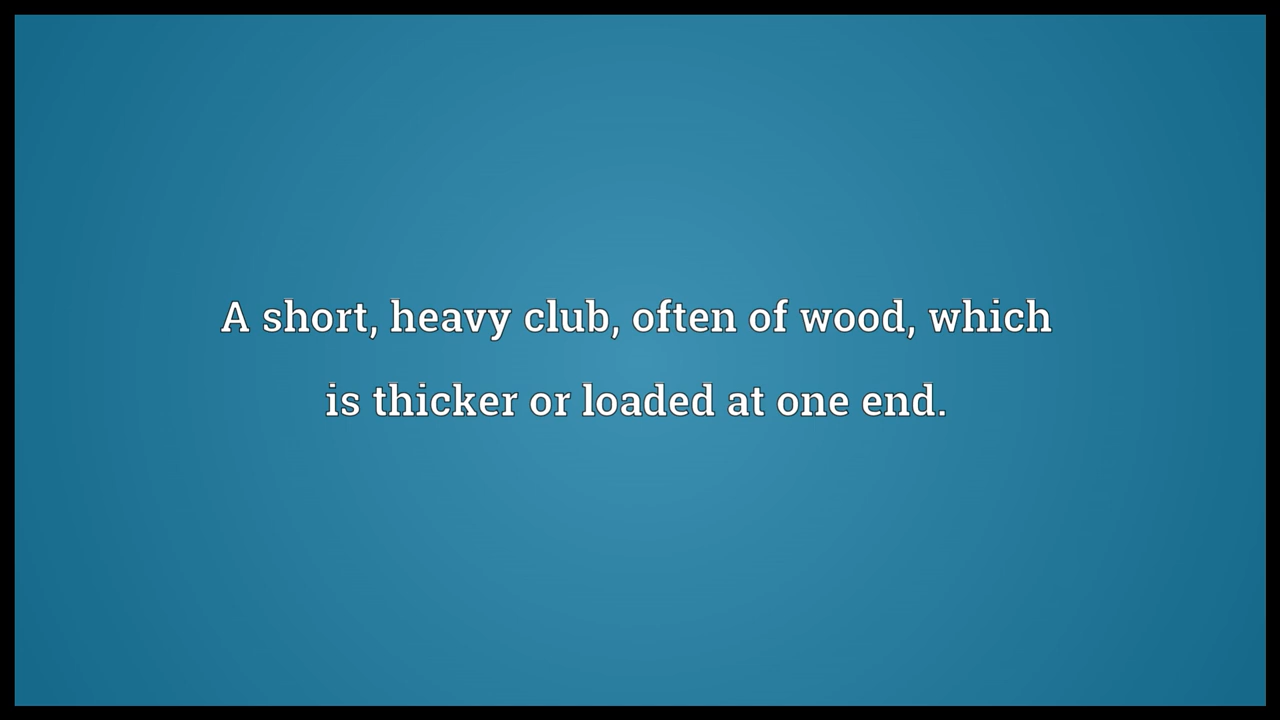 A short, heavy club, often of wood, which
is thicker or loaded at one end.